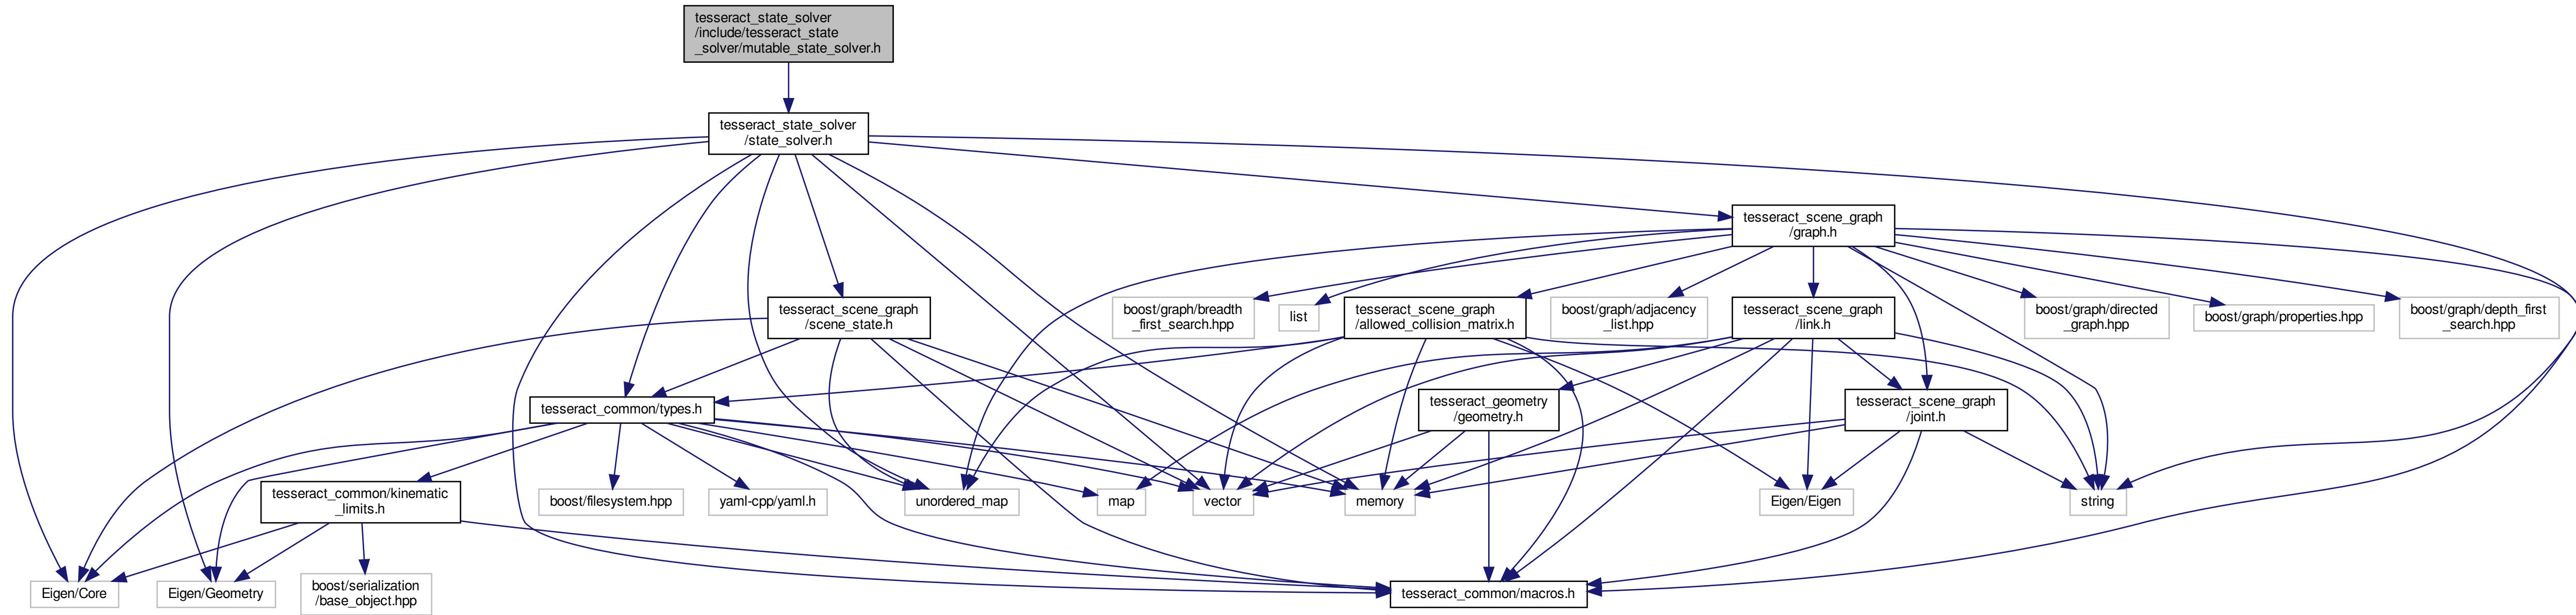 tesseract_state_solver
/include/tesseract_state
_solver/mutable_state_solver.h
tesseract_state_solver
/state_solver.h
tesseract_scene_graph
/graph.h
tesseract_scene_graph
/scene_state.h
boost/graph/breadth
_first_search.hpp
list
tesseract_scene_graph
/allowed_collision_matrix.h
boost/graph/adjacency
_list.hpp
tesseract_scene_graph
/link.h
boost/graph/directed
_graph.hpp
boost/graph/properties.hpp
boost/graph/depth_first
_search.hpp
tesseract_common/types.h
tesseract_geometry
/geometry.h
tesseract_scene_graph
/joint.h
tesseract_common/kinematic
_limits.h
boost/filesystem.hpp
yaml-cpp/yaml.h
unordered_map
map
vector
memory
Eigen/Eigen
string
Eigen/Core
Eigen/Geometry
boost/serialization
/base_object.hpp
tesseract_common/macros.h